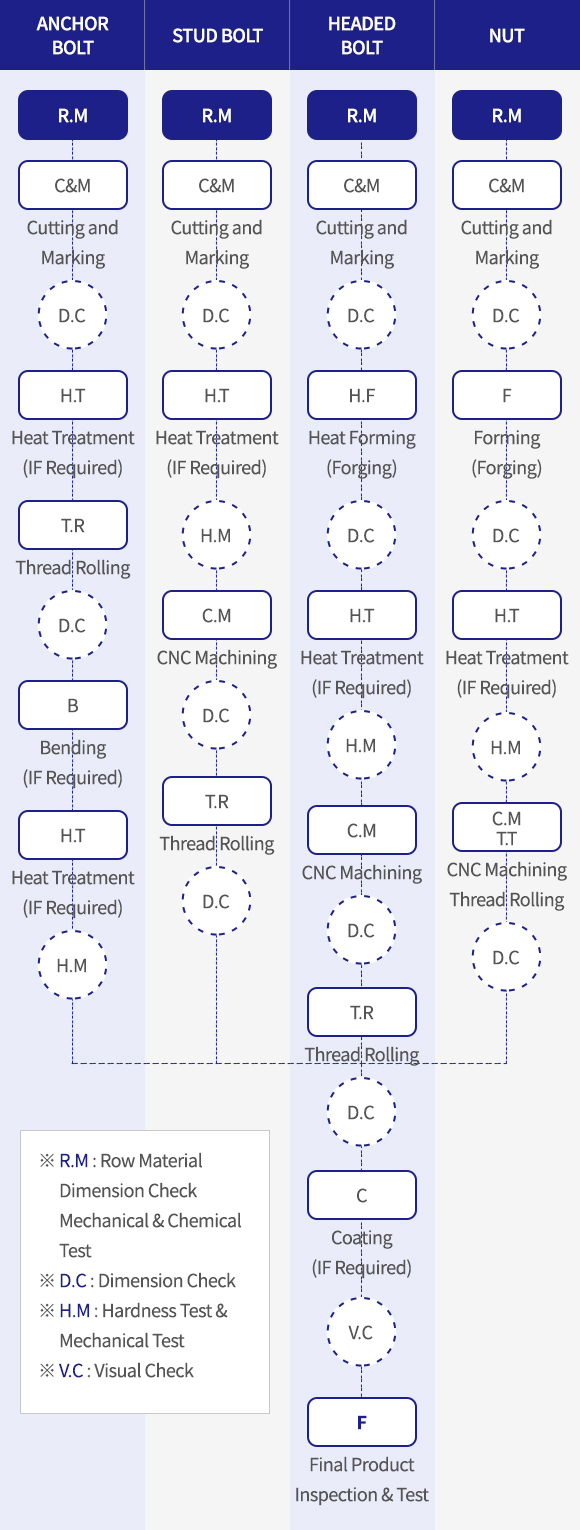 ANCHOR
BOLT
STUD BOLT
HEADED
BOLT
NUT
R.M
C&M
Cutting and
Marking
D.C
H.T
Heat Treatment
(IF Required)
T.R
Thread Rolling
D.C
B
Bending
(IF Required)
H.T
Heat Treatment
(IF Required)
H.M
R.M
C&M
Cutting and
Marking
D.C
H.T
Heat Treatment
(IF Required)
H.M
C.M
CNC Machining
D.C
T.R
Thread Rolling
D.C
R.M
C&M
Cutting and
Marking
D.C
H.F
Heat Forming
(Forging)
D.C
H.T
Heat Treatment
(IF Required)
H.M
C.M
CNC Machining
D.C
T.R
Thread Rolling
D.C
C
Coating
(IF Required)
V.C
F
Final Product
Inspection & Test
R.M
C&M
Cutting and
Marking
D.C
F
Forming
(Forging)
D.C
H.T
Heat Treatment
(IF Required)
H.M
C.M
T.T
CNC Machining
Thread Rolling
D.C
※ R.M : Row Material
Dimension Check
Mechanical & Chemical
Test
※ D.C : Dimension Check
※ H.M : Hardness Test &
Mechanical Test
※ V.C : Visual Check